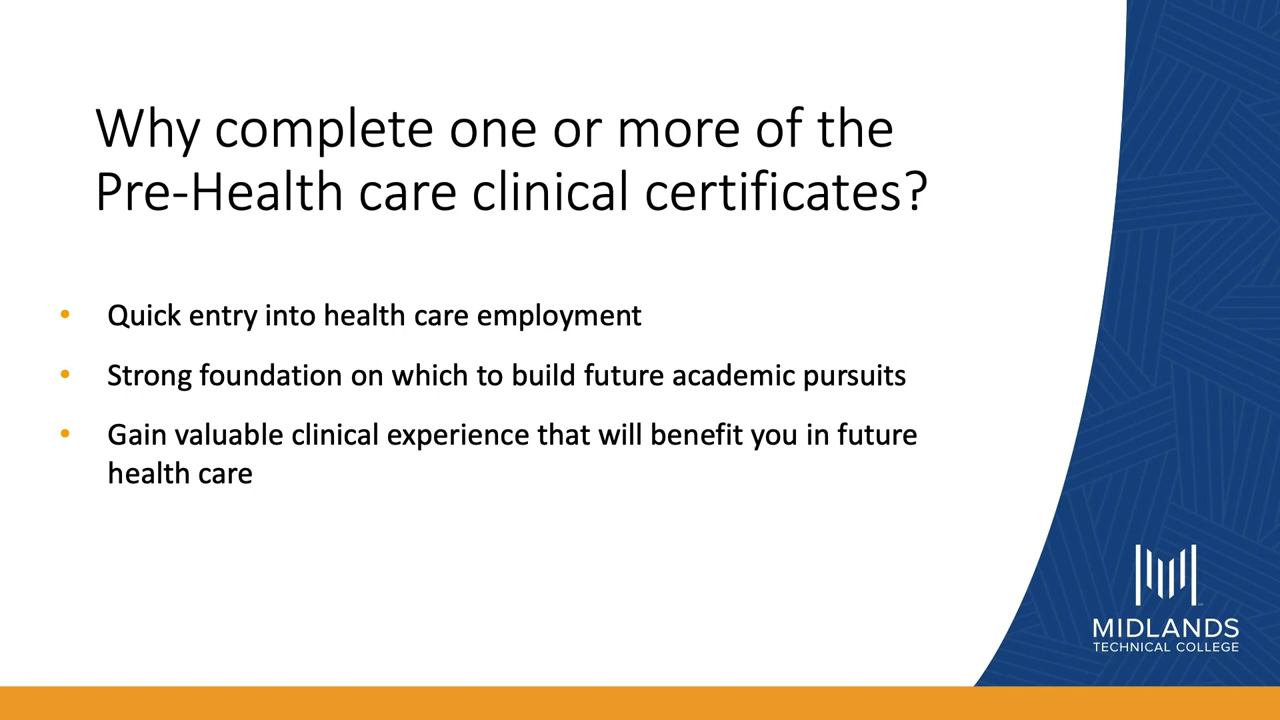 Why complete one or more of the
Pre-Health care clinical certificates?
• Quick entry into health care employment
• Strong foundation on which to build future academic pursuits
• Gain valuable clinical experience that will benefit you in future
health care
MIDLANDS
TECHNICAL COLLEGE